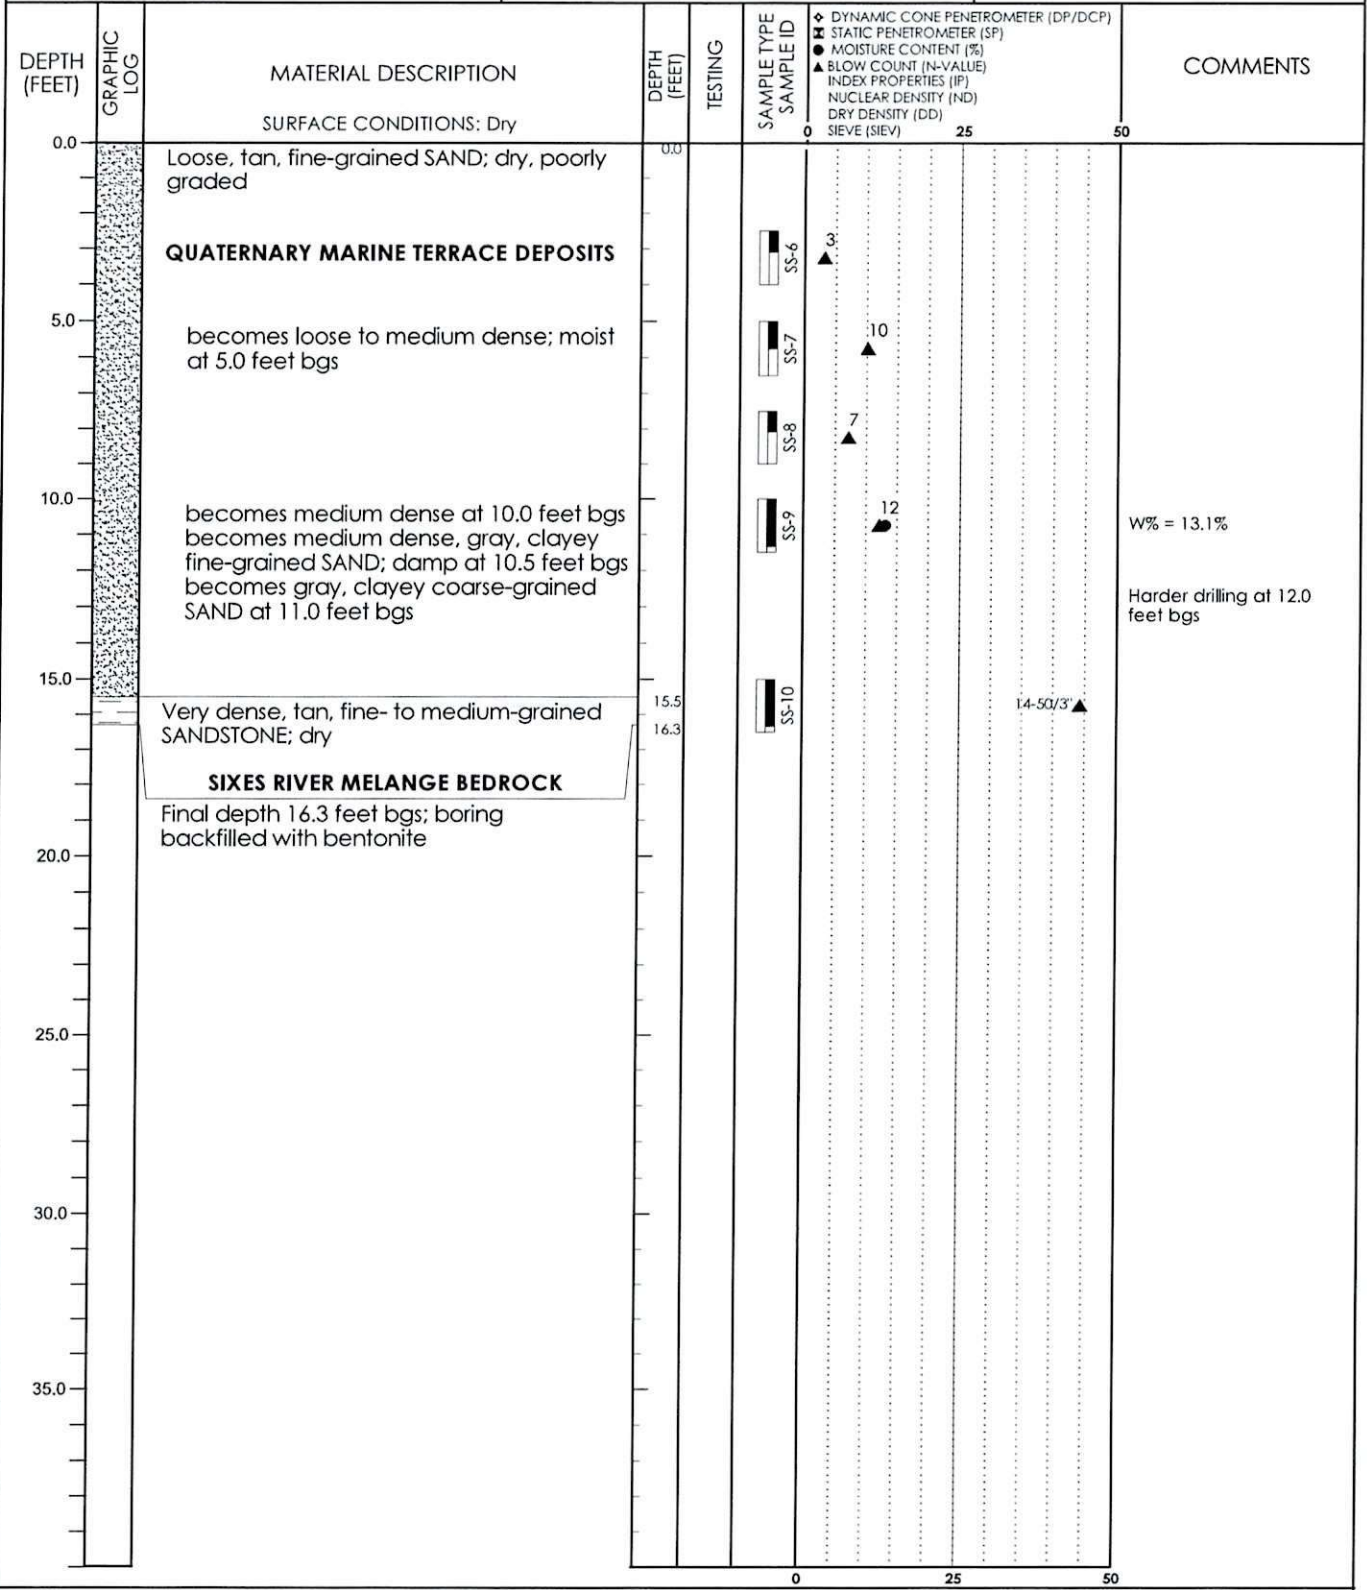 DEPTH
(FEET)
GRAPHIC
LOG
MATERIAL DESCRIPTION
SURFACE CONDITIONS: Dry
DEPTH
(FEET)
TESTING
SAMPLE TYPE
SAMPLE ID
DYNAMIC CONE PENETROMETER (DP/DCP)
STATIC PENETROMETER (SP)
MOISTURE CONTENT (%)
BLOW COUNT (N-VALUE)
INDEX PROPERTIES (IP)
NUCLEAR DENSITY (ND)
DRY DENSITY (DD)
SIEVE (SIEV)
0 25 50
COMMENTS
0.0
0.0
Loose, tan, fine-grained SAND; dry, poorly
graded
QUATERNARY MARINE TERRACE DEPOSITS
SS-6
3
5.0
becomes loose to medium dense; moist
at 5.0 feet bgs
SS-7
10
SS-8
7
10.0
becomes medium dense at 10.0 feet bgs
becomes medium dense, gray, clayey
fine-grained SAND; damp at 10.5 feet bgs
becomes gray, clayey coarse-grained
SAND at 11.0 feet bgs
SS-9
12
W% = 13.1%
Harder drilling at 12.0
feet bgs
15.0
15.5
Very dense, tan, fine- to medium-grained
SANDSTONE; dry
16.3
SS-10
14-50/3"
SIXES RIVER MELANGE BEDROCK
Final depth 16.3 feet bgs; boring
backfilled with bentonite
20.0
25.0
30.0
35.0
0 25 50